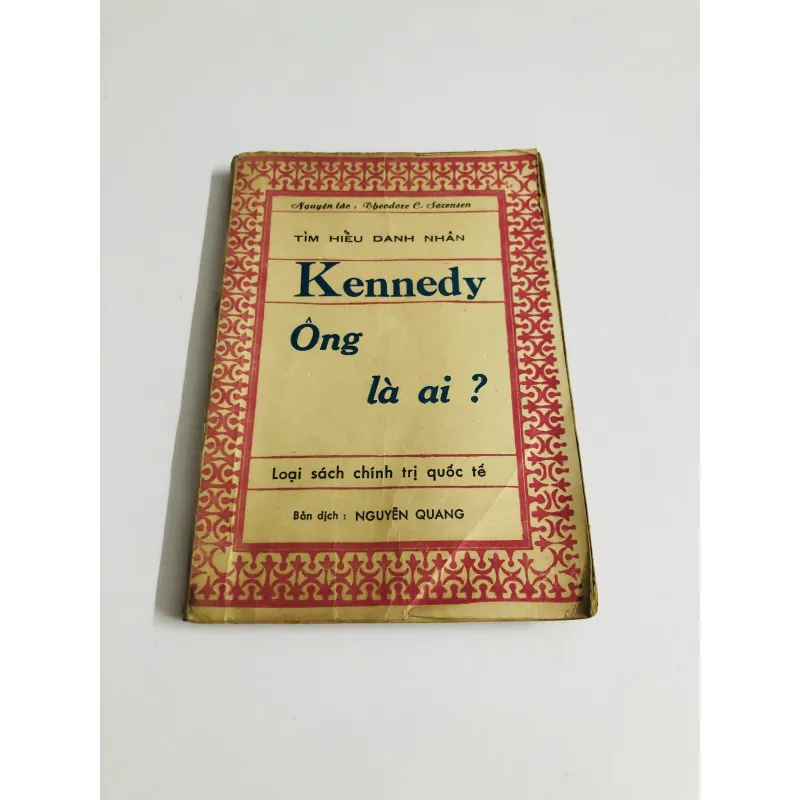 Nguyên tác : Theodore C. Sorensen
TÌM HIỂU DANH NHÂN
Kennedy
Ông
là ai ?
Loại sách chính trị quốc tế
Bản dịch : NGUYỄN QUANG